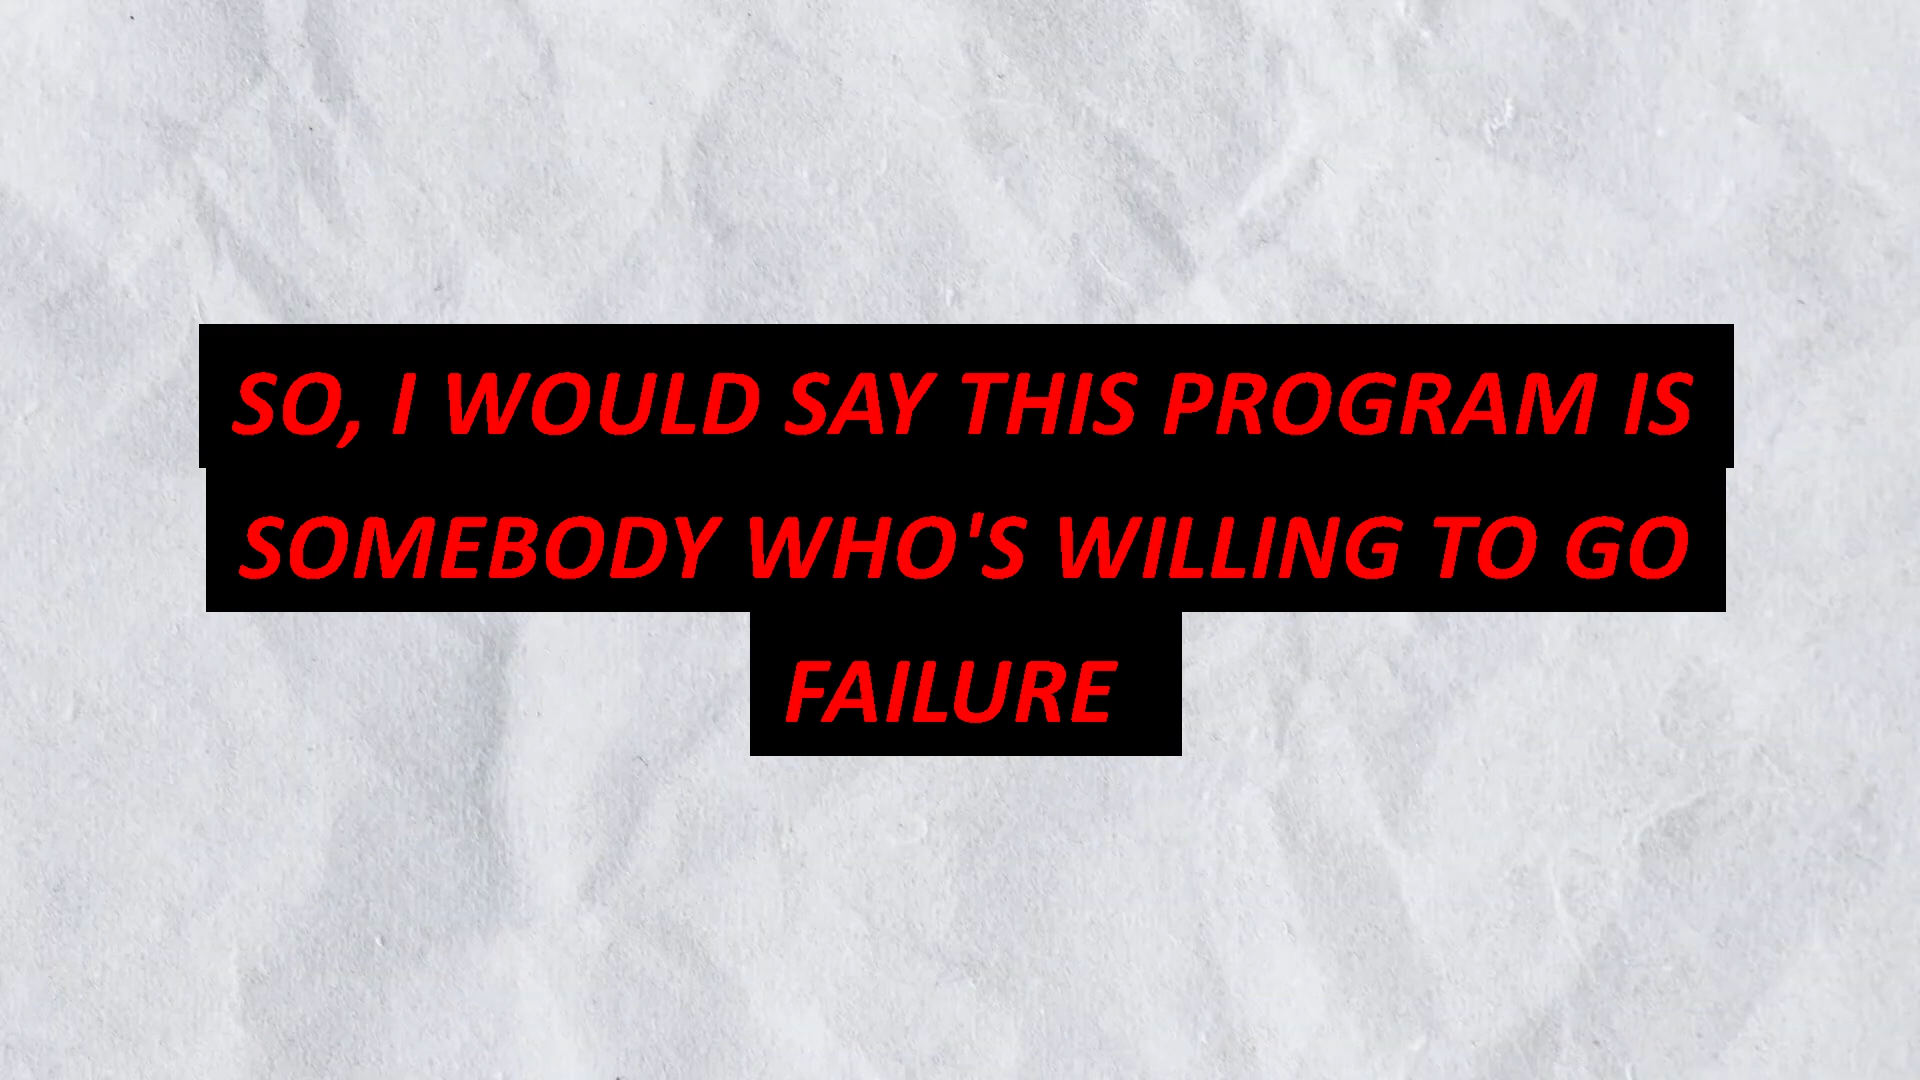 SO, I WOULD SAY THIS PROGRAM IS
SOMEBODY WHO'S WILLING TO GO
FAILURE